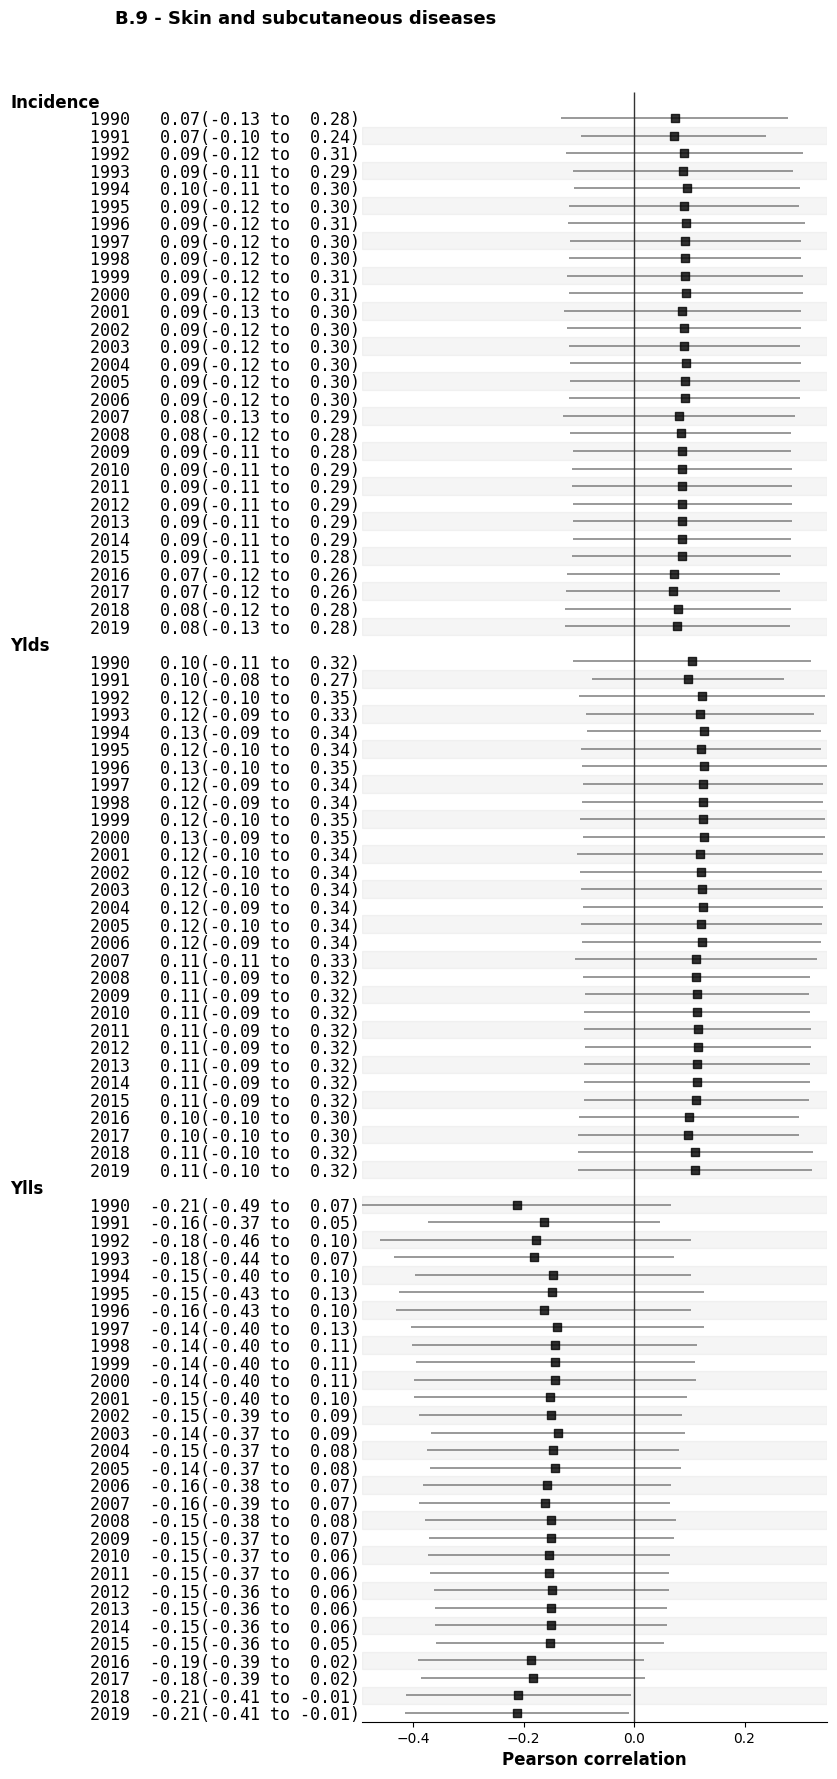 B.9 - Skin and subcutaneous diseases
Incidence
1990 0.07(-0.13 to 0.28)
1991 0.07(-0.10 to 0.24)
1992 0.09(-0.12 to 0.31)
1993 0.09(-0.11 to 0.29)
1994 0.10(-0.11 to 0.30)
1995 0.09(-0.12 to 0.30)
1996 0.09(-0.12 to 0.31)
1997 0.09(-0.12 to 0.30)
1998 0.09(-0.12 to 0.30)
1999 0.09(-0.12 to 0.31)
2000 0.09(-0.12 to 0.31)
2001 0.09(-0.13 to 0.30)
2002 0.09(-0.12 to 0.30)
2003 0.09(-0.12 to 0.30)
2004 0.09(-0.12 to 0.30)
2005 0.09(-0.12 to 0.30)
2006 0.09(-0.12 to 0.30)
2007 0.08(-0.13 to 0.29)
2008 0.08(-0.12 to 0.28)
2009 0.09(-0.11 to 0.28)
2010 0.09(-0.11 to 0.29)
2011 0.09(-0.11 to 0.29)
2012 0.09(-0.11 to 0.29)
2013 0.09(-0.11 to 0.29)
2014 0.09(-0.11 to 0.29)
2015 0.09(-0.11 to 0.28)
2016 0.07(-0.12 to 0.26)
2017 0.07(-0.12 to 0.26)
2018 0.08(-0.12 to 0.28)
2019 0.08(-0.13 to 0.28)
Ylds
1990 0.10(-0.11 to 0.32)
1991 0.10(-0.08 to 0.27)
1992 0.12(-0.10 to 0.35)
1993 0.12(-0.09 to 0.33)
1994 0.13(-0.09 to 0.34)
1995 0.12(-0.10 to 0.34)
1996 0.13(-0.10 to 0.35)
1997 0.12(-0.09 to 0.34)
1998 0.12(-0.09 to 0.34)
1999 0.12(-0.10 to 0.35)
2000 0.13(-0.09 to 0.35)
2001 0.12(-0.10 to 0.34)
2002 0.12(-0.10 to 0.34)
2003 0.12(-0.10 to 0.34)
2004 0.12(-0.09 to 0.34)
2005 0.12(-0.10 to 0.34)
2006 0.12(-0.09 to 0.34)
2007 0.11(-0.11 to 0.33)
2008 0.11(-0.09 to 0.32)
2009 0.11(-0.09 to 0.32)
2010 0.11(-0.09 to 0.32)
2011 0.11(-0.09 to 0.32)
2012 0.11(-0.09 to 0.32)
2013 0.11(-0.09 to 0.32)
2014 0.11(-0.09 to 0.32)
2015 0.11(-0.09 to 0.32)
2016 0.10(-0.10 to 0.30)
2017 0.10(-0.10 to 0.30)
2018 0.11(-0.10 to 0.32)
2019 0.11(-0.10 to 0.32)
Ylls
1990 -0.21(-0.49 to 0.07)
1991 -0.16(-0.37 to 0.05)
1992 -0.18(-0.46 to 0.10)
1993 -0.18(-0.44 to 0.07)
1994 -0.15(-0.40 to 0.10)
1995 -0.15(-0.43 to 0.13)
1996 -0.16(-0.43 to 0.10)
1997 -0.14(-0.40 to 0.13)
1998 -0.14(-0.40 to 0.11)
1999 -0.14(-0.40 to 0.11)
2000 -0.14(-0.40 to 0.11)
2001 -0.15(-0.40 to 0.10)
2002 -0.15(-0.39 to 0.09)
2003 -0.14(-0.37 to 0.09)
2004 -0.15(-0.37 to 0.08)
2005 -0.14(-0.37 to 0.08)
2006 -0.16(-0.38 to 0.07)
2007 -0.16(-0.39 to 0.07)
2008 -0.15(-0.38 to 0.08)
2009 -0.15(-0.37 to 0.07)
2010 -0.15(-0.37 to 0.06)
2011 -0.15(-0.37 to 0.06)
2012 -0.15(-0.36 to 0.06)
2013 -0.15(-0.36 to 0.06)
2014 -0.15(-0.36 to 0.06)
2015 -0.15(-0.36 to 0.05)
2016 -0.19(-0.39 to 0.02)
2017 -0.18(-0.39 to 0.02)
2018 -0.21(-0.41 to -0.01)
2019 -0.21(-0.41 to -0.01)
−0.4 −0.2 0.0 0.2
Pearson correlation